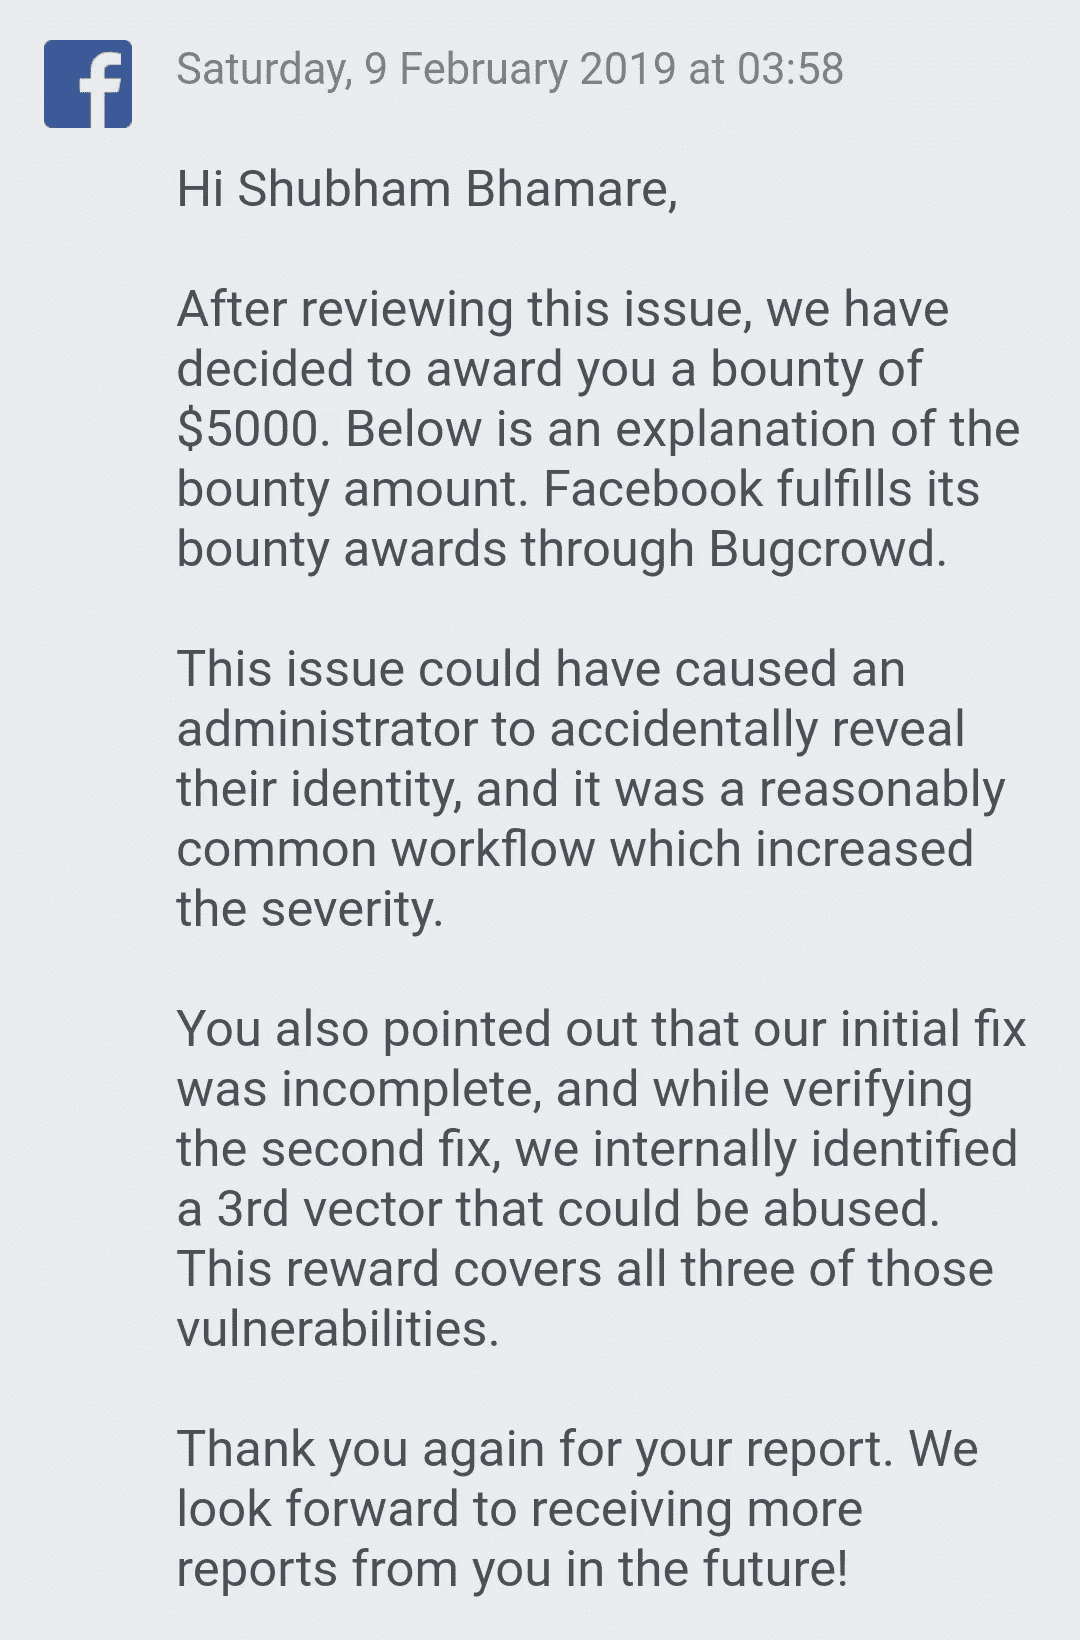 f
Saturday, 9 February 2019 at 03:58
Hi Shubham Bhamare,
After reviewing this issue, we have
decided to award you a bounty of
$5000. Below is an explanation of the
bounty amount. Facebook fulfills its
bounty awards through Bugcrowd.
This issue could have caused an
administrator to accidentally reveal
their identity, and it was a reasonably
common workflow which increased
the severity.
You also pointed out that our initial fix
was incomplete, and while verifying
the second fix, we internally identified
a 3rd vector that could be abused.
This reward covers all three of those
vulnerabilities.
Thank you again for your report. We
look forward to receiving more
reports from you in the future!